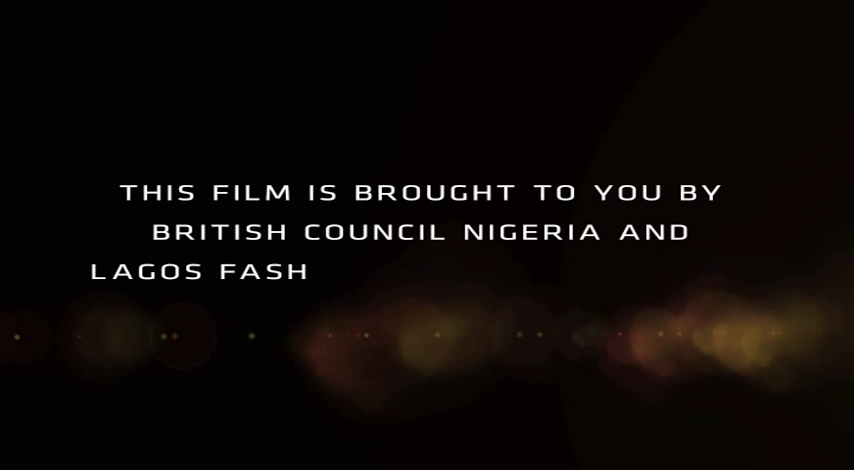 THIS FILM IS BROUGHT TO YOU BY
BRITISH COUNCIL NIGERIA AND
LAGOS FASH